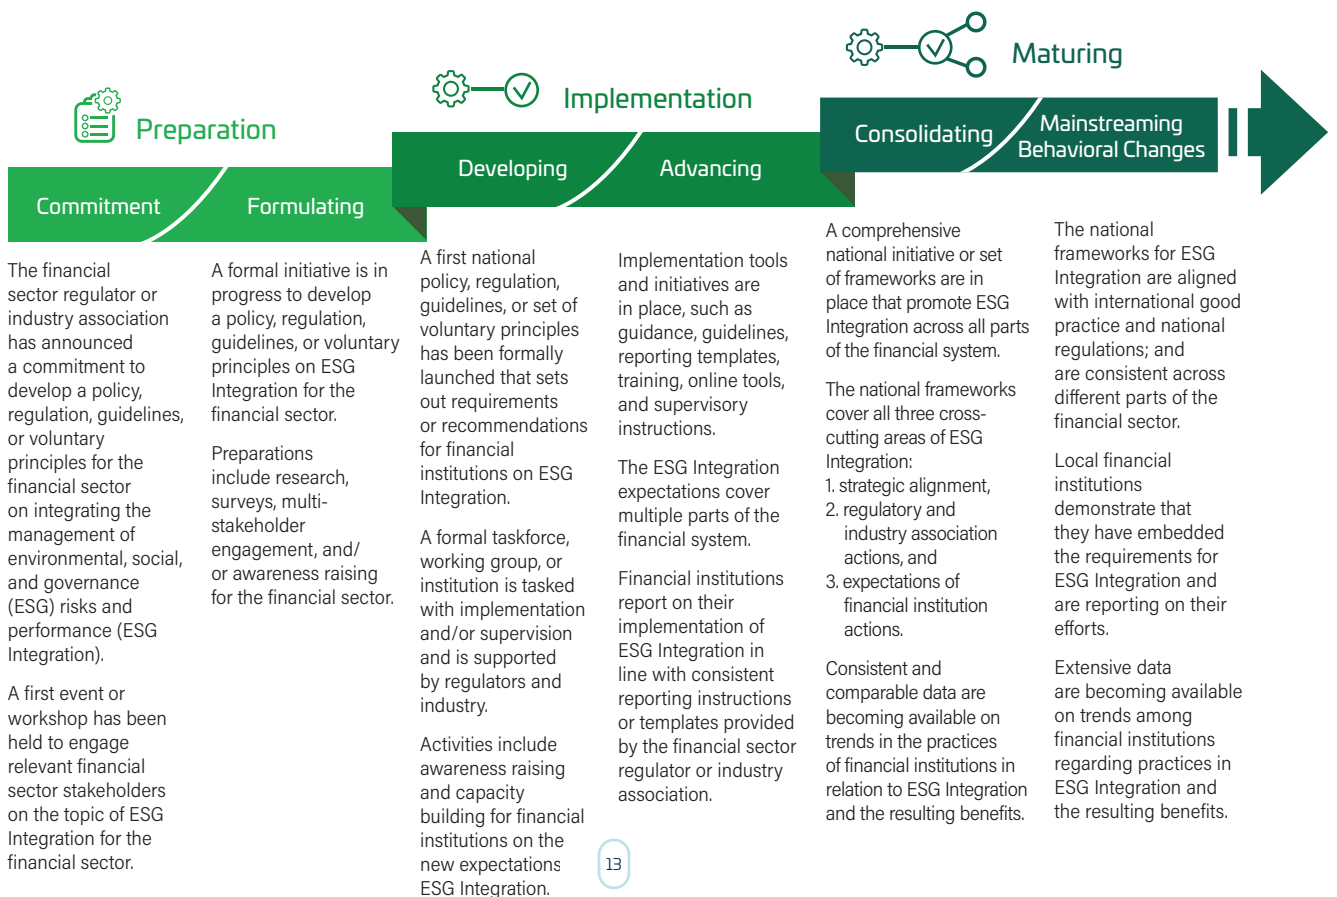 Preparation
Commitment
Formulating
The financial
sector regulator or
industry association
has announced
a commitment to
develop a policy,
regulation, guidelines,
or voluntary
principles for the
financial sector
on integrating the
management of
environmental, social,
and governance
(ESG) risks and
performance (ESG
Integration).
A first event or
workshop has been
held to engage
relevant financial
sector stakeholders
on the topic of ESG
Integration for the
financial sector.
A formal initiative is in
progress to develop
a policy, regulation,
guidelines, or voluntary
principles on ESG
Integration for the
financial sector.
Preparations
include research,
surveys, multi-
stakeholder
engagement, and/
or awareness raising
for the financial sector.
Implementation
Developing
Advancing
A first national
policy, regulation,
guidelines, or set of
voluntary principles
has been formally
launched that sets
out requirements
or recommendations
for financial
institutions on ESG
Integration.
A formal taskforce,
working group, or
institution is tasked
with implementation
and/or supervision
and is supported
by regulators and
industry.
Activities include
awareness raising
and capacity
building for financial
institutions on the
new expectations
ESG Integration.
Implementation tools
and initiatives are
in place, such as
guidance, guidelines,
reporting templates,
training, online tools,
and supervisory
instructions.
The ESG Integration
expectations cover
multiple parts of the
financial system.
Financial institutions
report on their
implementation of
ESG Integration in
line with consistent
reporting instructions
or templates provided
by the financial sector
regulator or industry
association.
Maturing
Consolidating
Mainstreaming
Behavioral Changes
A comprehensive
national initiative or set
of frameworks are in
place that promote ESG
Integration across all parts
of the financial system.
The national frameworks
cover all three cross-
cutting areas of ESG
Integration:
1. strategic alignment,
2. regulatory and
industry association
actions, and
3. expectations of
financial institution
actions.
Consistent and
comparable data are
becoming available on
trends in the practices
of financial institutions in
relation to ESG Integration
and the resulting benefits.
The national
frameworks for ESG
Integration are aligned
with international good
practice and national
regulations; and
are consistent across
different parts of the
financial sector.
Local financial
institutions
demonstrate that
they have embedded
the requirements for
ESG Integration and
are reporting on their
efforts.
Extensive data
are becoming available
on trends among
financial institutions
regarding practices in
ESG Integration and
the resulting benefits.
13